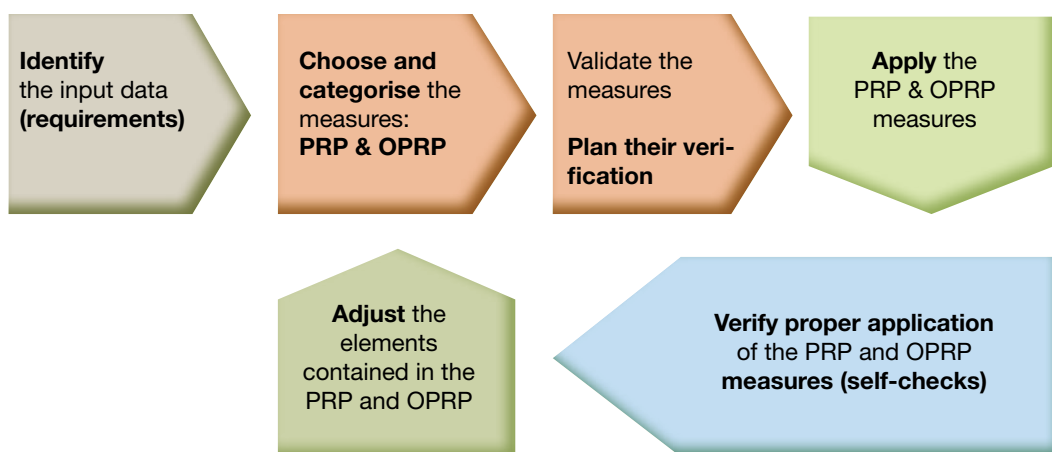 Identify
the input data
(requirements)
Choose and
categorise the
measures:
PRP & OPRP
Validate the
measures
Plan their veri-
fication
Apply the
PRP & OPRP
measures
Verify proper application
of the PRP and OPRP
measures (self-checks)
Adjust the
elements
contained in the
PRP and OPRP